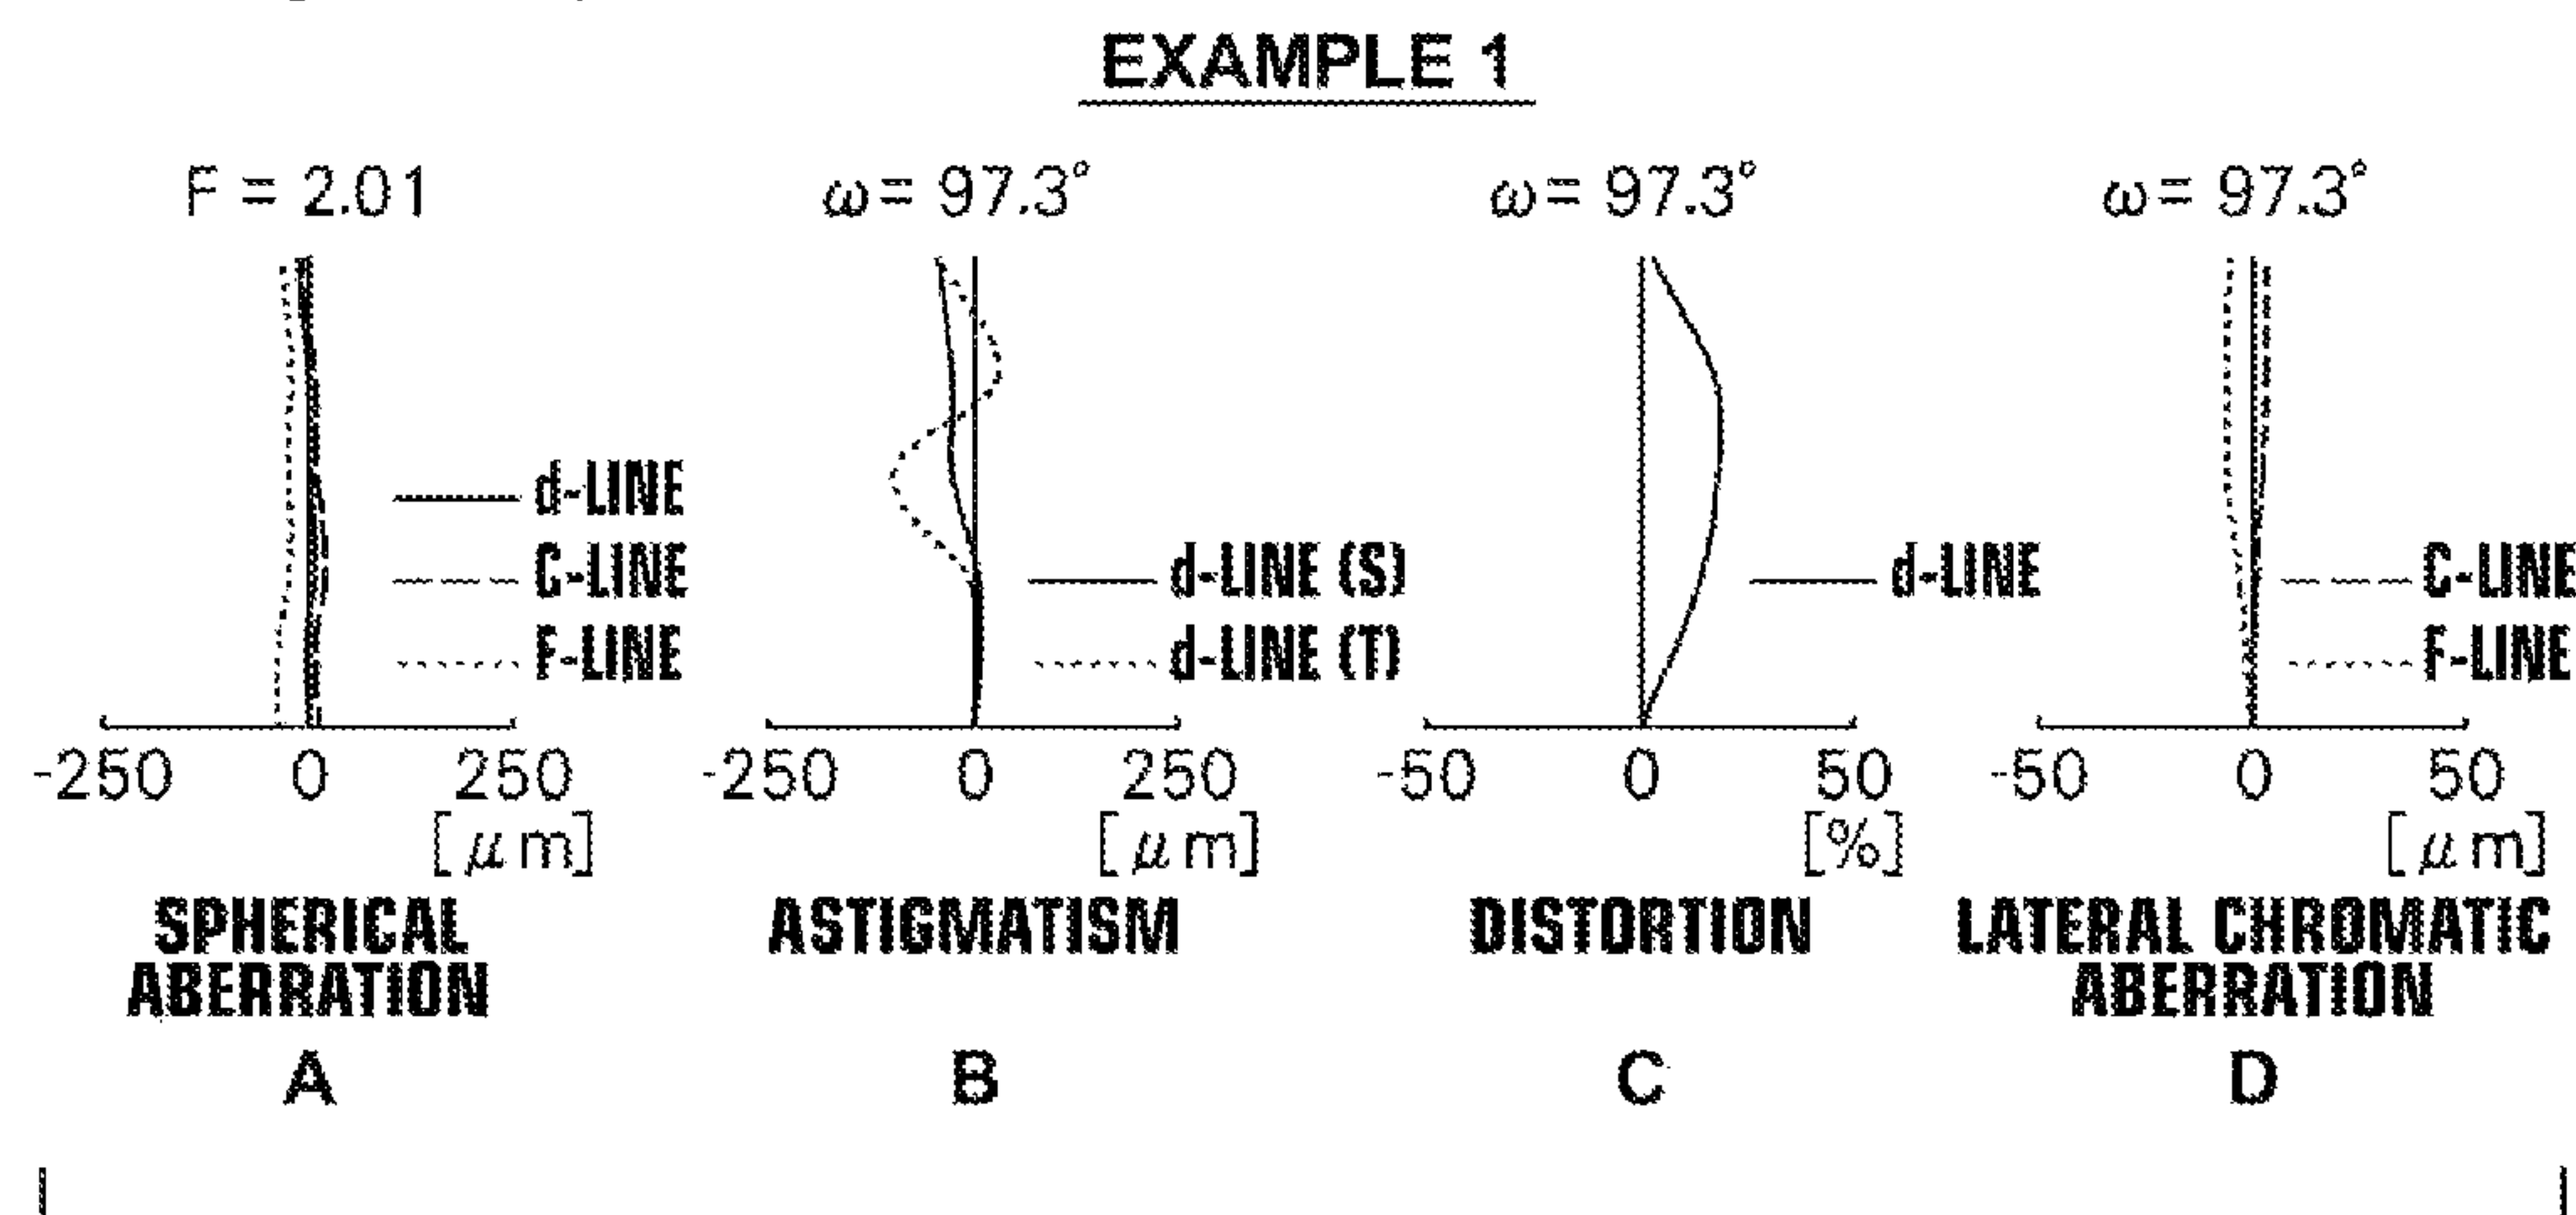 EXAMPLE 1
F = 2.01
ω = 97.3°
ω = 97.3°
ω = 97.3°
d-LINE
C-LINE
F-LINE
d-LINE (S)
d-LINE (T)
d-LINE
C-LINE
F-LINE
-250 0 250
[μm]
-250 0 250
[μm]
-50 0 50
[%]
-50 0 50
[μm]
SPHERICAL
ABERRATION
ASTIGMATISM
DISTORTION
LATERAL CHROMATIC
ABERRATION
A
B
C
D